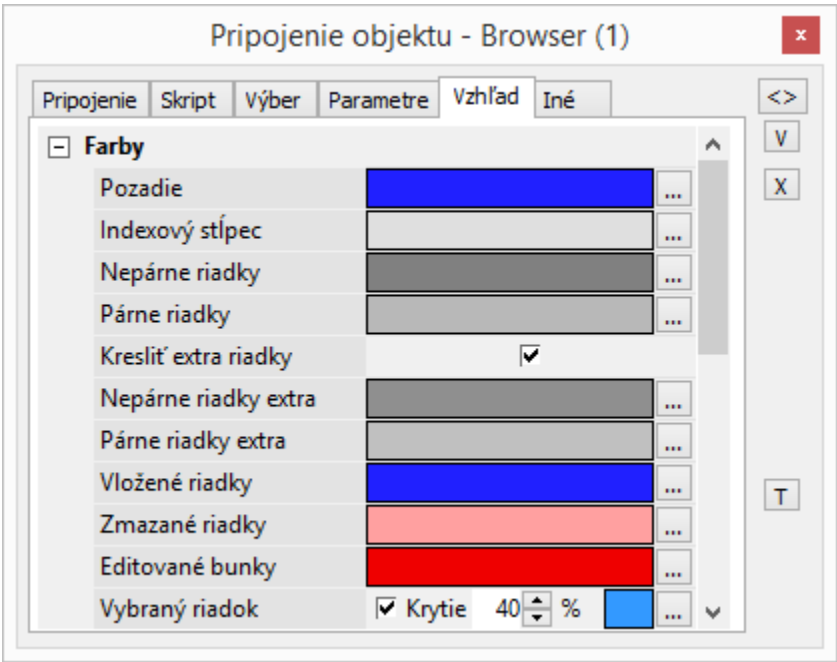 Pripojenie objektu - Browser (1)
x
Pripojenie Skript Výber Parametre Vzhľad Iné
<>
Farby
V
Pozadie ...
X
Indexový stĺpec ...
Nepárne riadky ...
Párne riadky ...
Kresliť extra riadky
Nepárne riadky extra ...
Párne riadky extra ...
Vložené riadky ...
T
Zmazané riadky ...
Editované bunky ...
Vybraný riadok Krytie 40 % ...